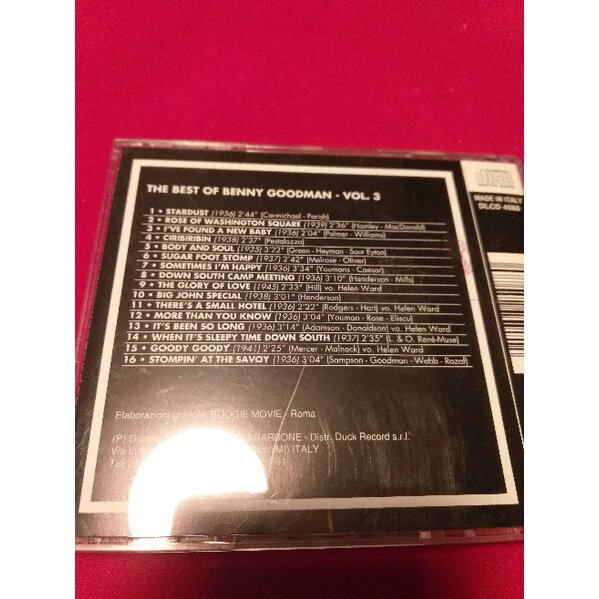 THE BEST OF BENNY GOODMAN - VOL. 3
1 • STARDUST (1936) 2'44" (Carmichael - Parish)
2 • ROSE OF WASHINGTON SQUARE (1939) 2'36" (Hamley - MacDonald)
3 • I'VE FOUND A NEW BABY (1936) 2'04" (Palmer - Williams)
4 • CIRIBIRIBIN (1938) 2'37" (Pestalozza)
5 • BODY AND SOUL (1935) 3'22" (Green - Heyman - Sour Eyton)
6 • SUGAR FOOT STOMP (1937) 2'42" (Melrose - Oliver)
7 • SOMETIMES I'M HAPPY (1936) 3'34" (Youmans - Caesar)
8 • DOWN SOUTH CAMP MEETING (1936) 3'10" (Henderson - Mills)
9 • THE GLORY OF LOVE (1945) 2'33" (Hill) vo. Helen Ward
10 • BIG JOHN SPECIAL (1938) 3'01" (Henderson)
11 • THERE'S A SMALL HOTEL (1936) 2'22" (Rodgers - Hart) vo. Helen Ward
12 • MORE THAN YOU KNOW (1936) 3'04" (Youman - Rose - Eliscu)
13 • IT'S BEEN SO LONG (1936) 3'14" (Adamson - Donaldson) vo. Helen Ward
14 • WHEN IT'S SLEEPY TIME DOWN SOUTH (1937) 2'35" (L. & O. René-Muse)
15 • GOODY GOODY (1941) 2'25" (Mercer - Malneck) vo. Helen Ward
16 • STOMPIN' AT THE SAVOY (1936) 3'04" (Sampson - Goodman - Webb - Razaf)
Elaborazioni grafiche BOOGIE MOVIE - Roma
(P) BARBONE - Distr. Duck Record s.r.l.
Via (MI) ITALY
Tel
MADE IN ITALY
DLCD 4086